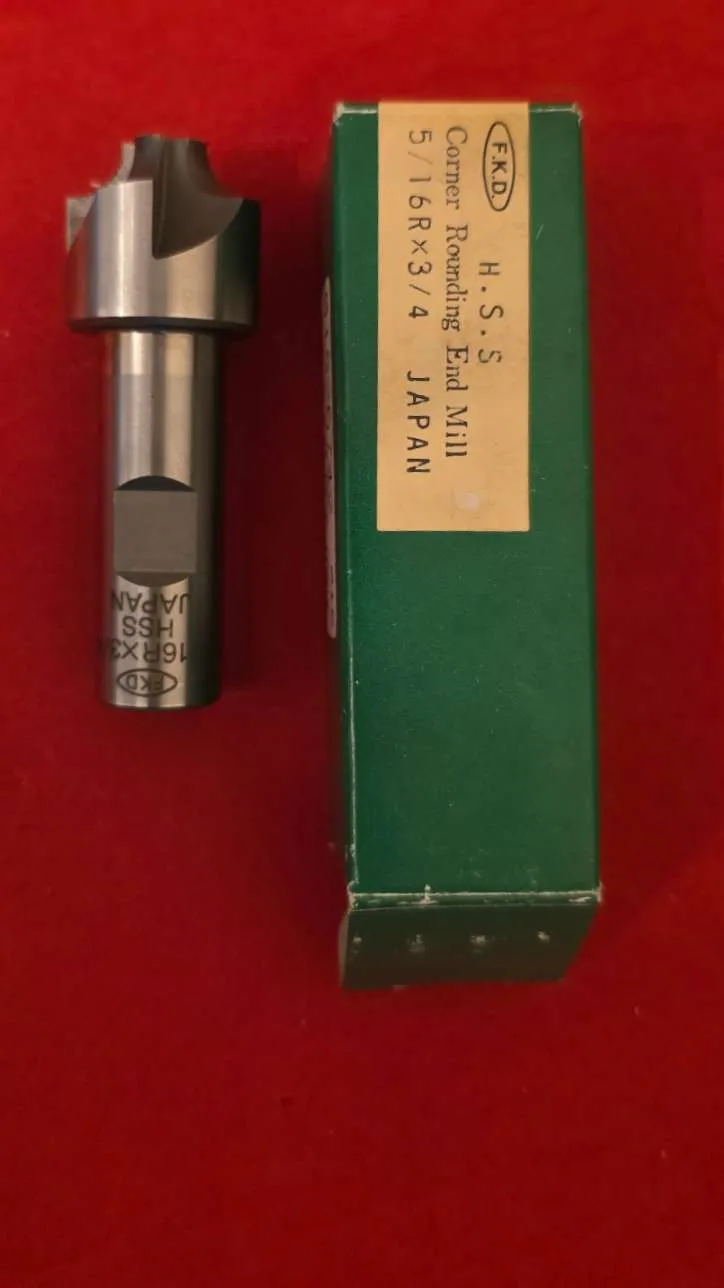 F.K.D. H.S.S
Corner Rounding End Mill
5/16R×3/4 JAPAN
FKD
16RX3/
HSS
JAPAN